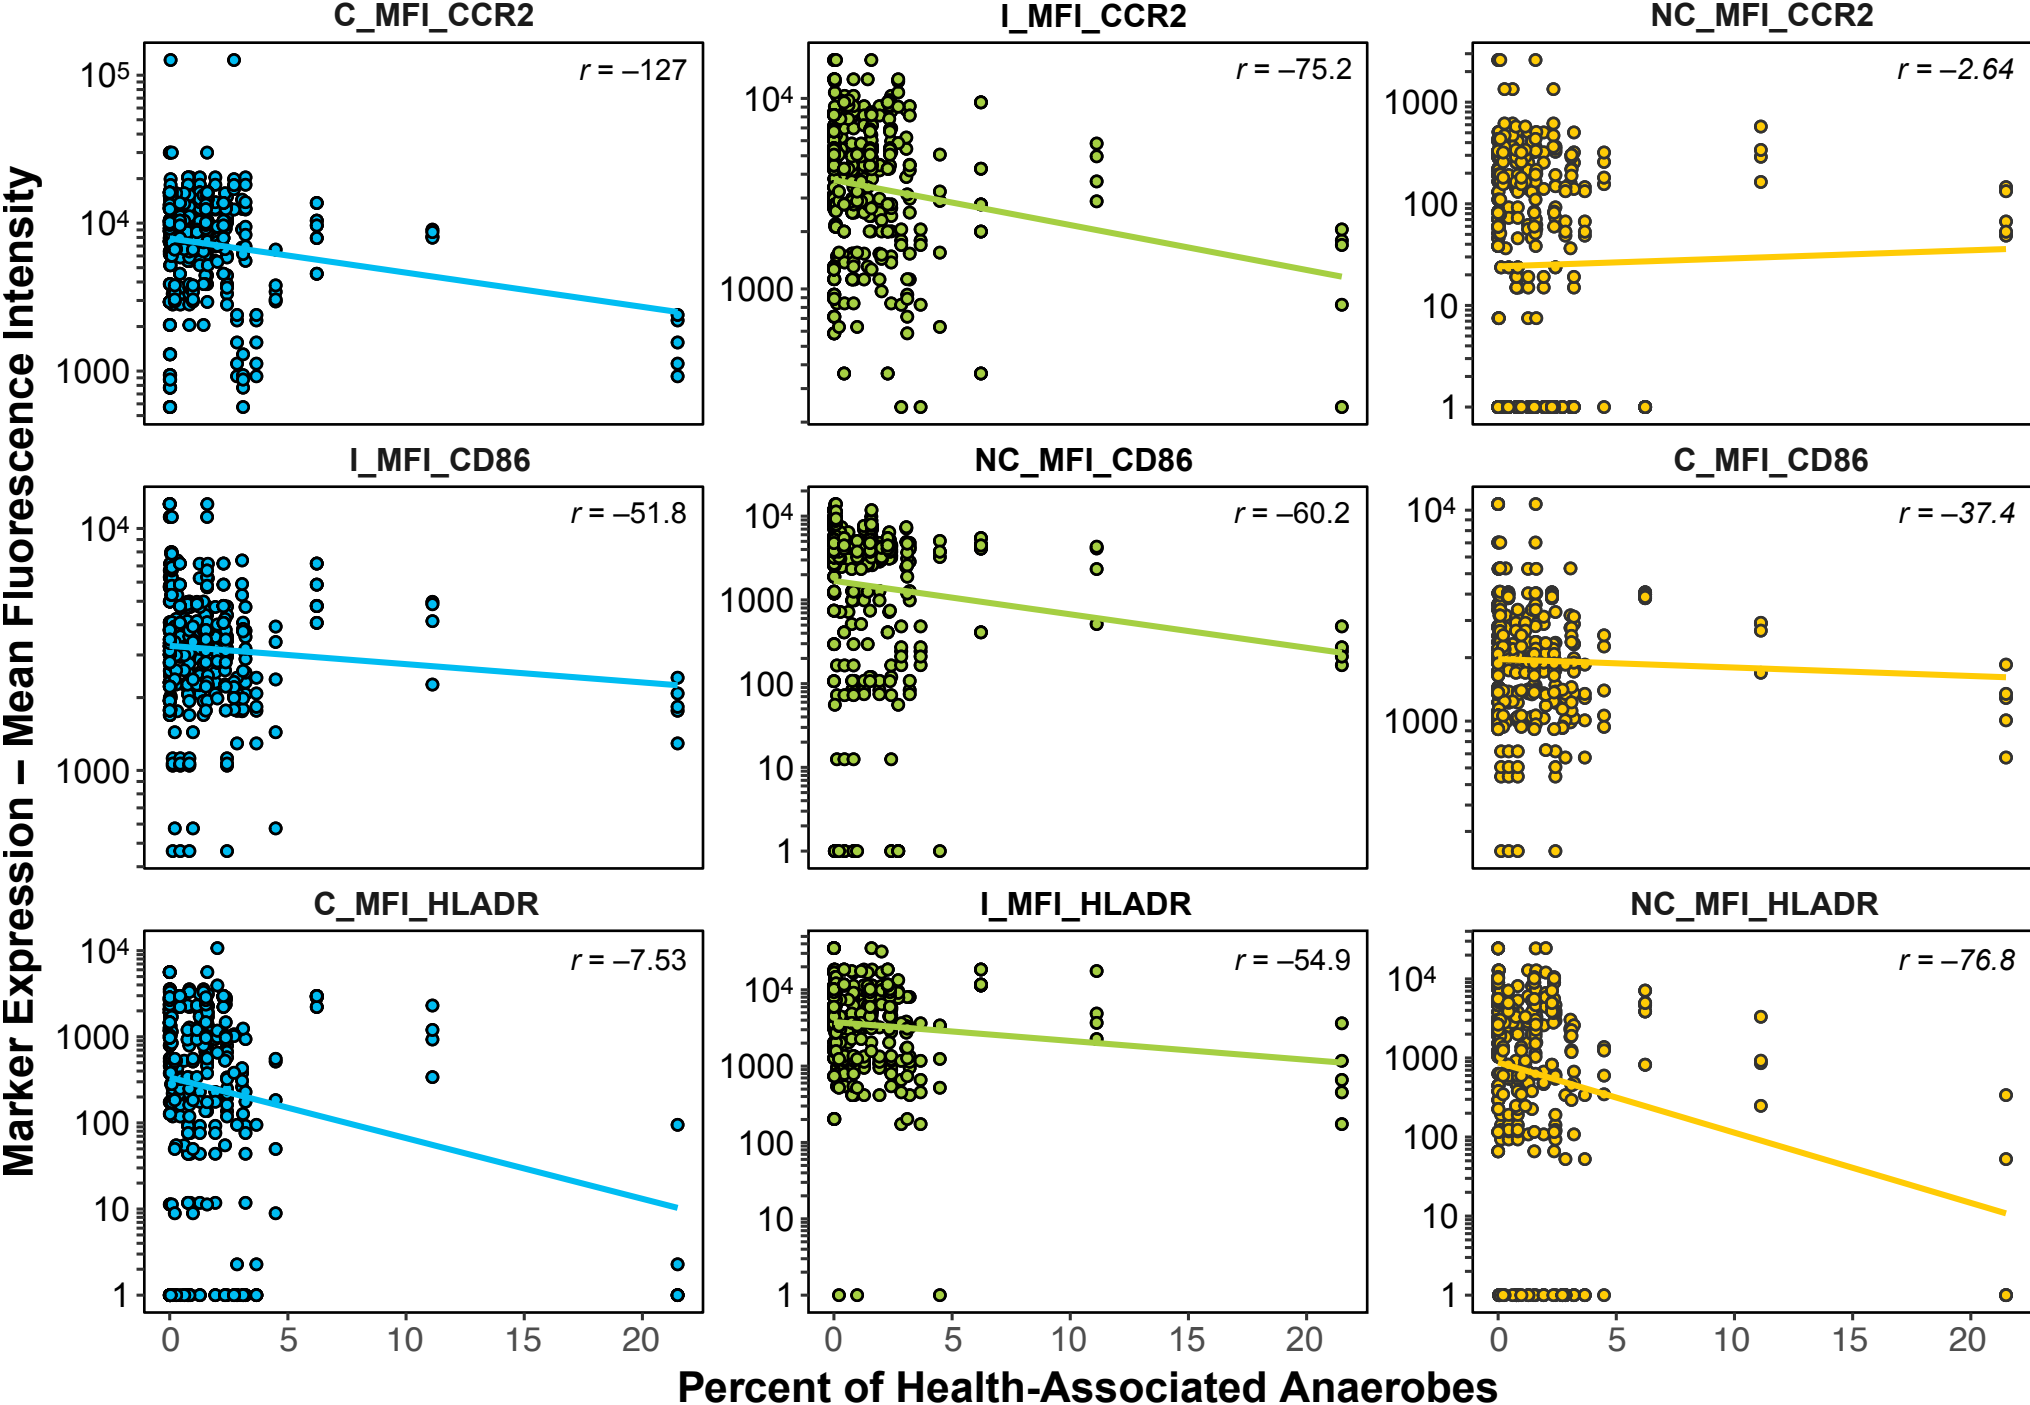 C_MFI_CCR2
I_MFI_CCR2
NC_MFI_CCR2
r = –127
r = –75.2
r = –2.64
10⁵
10⁴
1000
10⁴
1000
1000
100
10
1
I_MFI_CD86
NC_MFI_CD86
C_MFI_CD86
r = –51.8
r = –60.2
r = –37.4
10⁴
1000
10⁴
1000
100
10
1
10⁴
1000
C_MFI_HLADR
I_MFI_HLADR
NC_MFI_HLADR
r = –7.53
r = –54.9
r = –76.8
10⁴
1000
100
10
1
10⁴
1000
100
10
1
10⁴
1000
100
10
1
0 5 10 15 20
0 5 10 15 20
0 5 10 15 20
Percent of Health-Associated Anaerobes
Marker Expression – Mean Fluorescence Intensity